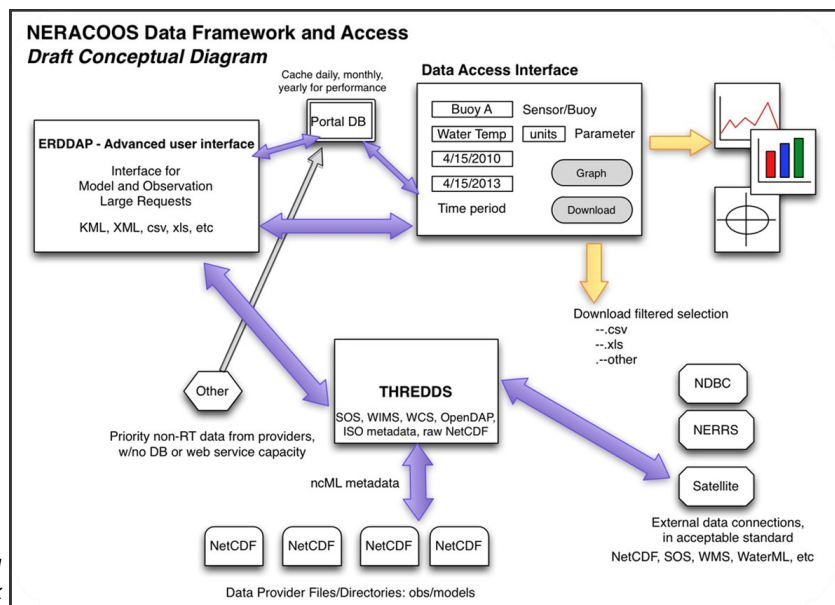 NERACOOS Data Framework and Access
Draft Conceptual Diagram
Cache daily, monthly,
yearly for performance
Portal DB
ERDDAP - Advanced user interface
Interface for
Model and Observation
Large Requests
KML, XML, csv, xls, etc
Data Access Interface
Buoy A Sensor/Buoy
Water Temp units Parameter
4/15/2010
4/15/2013
Time period
Graph
Download
Download filtered selection
--.csv
--.xls
.--other
Other
Priority non-RT data from providers,
w/no DB or web service capacity
THREDDS
SOS, WIMS, WCS, OpenDAP,
ISO metadata, raw NetCDF
ncML metadata
NetCDF NetCDF NetCDF NetCDF
Data Provider Files/Directories: obs/models
NDBC
NERRS
Satellite
External data connections,
in acceptable standard
NetCDF, SOS, WMS, WaterML, etc